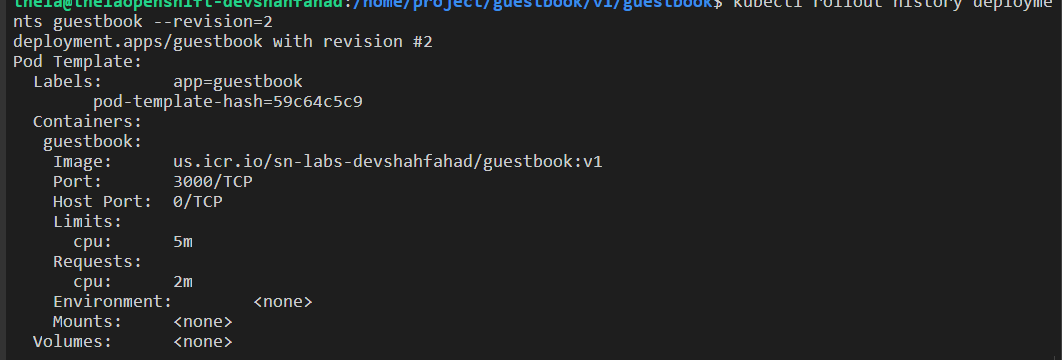 theia@theiaopenshift-devshahfahad:/home/project/guestbook/v1/guestbook$ kubectl rollout history deployme
nts guestbook --revision=2
deployment.apps/guestbook with revision #2
Pod Template:
  Labels:       app=guestbook
        pod-template-hash=59c64c5c9
  Containers:
   guestbook:
    Image:      us.icr.io/sn-labs-devshahfahad/guestbook:v1
    Port:       3000/TCP
    Host Port:  0/TCP
    Limits:
      cpu:      5m
    Requests:
      cpu:      2m
    Environment:        <none>
    Mounts:     <none>
  Volumes:      <none>